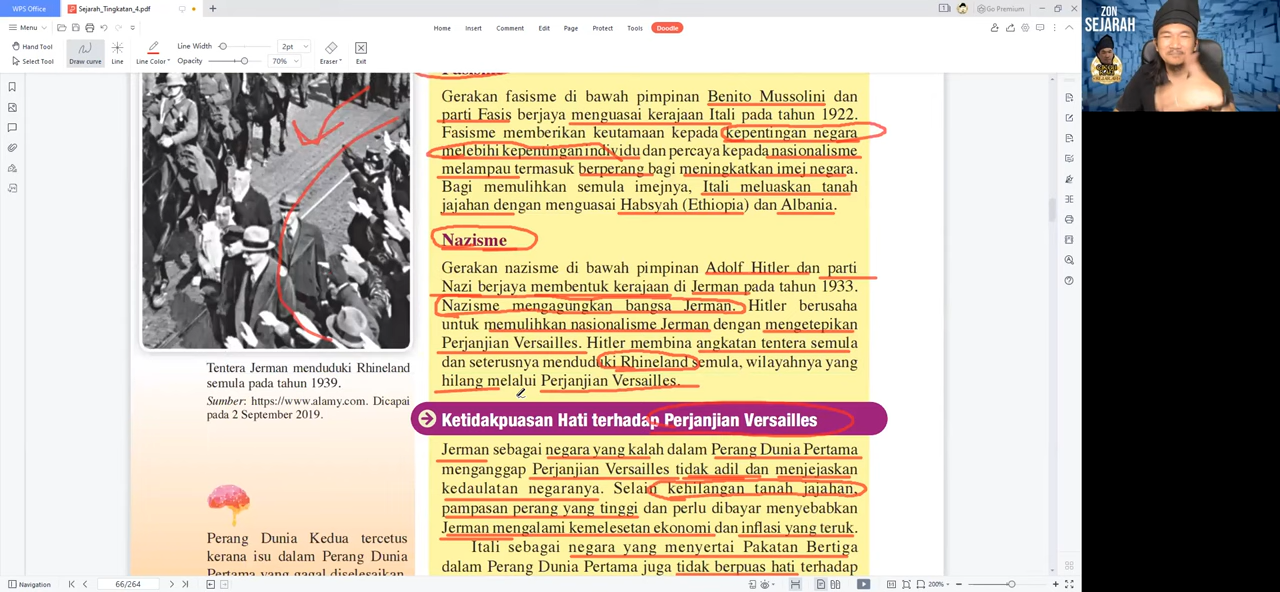 WPS Office
Sejarah_Tingkatan_4.pdf
Go Premium
Menu
Home Insert Comment Edit Page Protect Tools Doodle
Hand Tool
Select Tool
Draw curve
Line
Line Color
Line Width 2pt
Opacity 70%
Eraser
Exit
ZON
SEJARAH
Fasisme
Gerakan fasisme di bawah pimpinan Benito Mussolini dan
parti Fasis berjaya menguasai kerajaan Itali pada tahun 1922.
Fasisme memberikan keutamaan kepada kepentingan negara
melebihi kepentingan individu dan percaya kepada nasionalisme
melampau termasuk berperang bagi meningkatkan imej negara.
Bagi memulihkan semula imejnya, Itali meluaskan tanah
jajahan dengan menguasai Habsyah (Ethiopia) dan Albania.
Nazisme
Gerakan nazisme di bawah pimpinan Adolf Hitler dan parti
Nazi berjaya membentuk kerajaan di Jerman pada tahun 1933.
Nazisme mengagungkan bangsa Jerman. Hitler berusaha
untuk memulihkan nasionalisme Jerman dengan mengetepikan
Perjanjian Versailles. Hitler membina angkatan tentera semula
dan seterusnya menduduki Rhineland semula, wilayahnya yang
hilang melalui Perjanjian Versailles.
Tentera Jerman menduduki Rhineland
semula pada tahun 1939.
Sumber: https://www.alamy.com. Dicapai
pada 2 September 2019.
Ketidakpuasan Hati terhadap Perjanjian Versailles
Jerman sebagai negara yang kalah dalam Perang Dunia Pertama
menganggap Perjanjian Versailles tidak adil dan menjejaskan
kedaulatan negaranya. Selain kehilangan tanah jajahan,
pampasan perang yang tinggi dan perlu dibayar menyebabkan
Jerman mengalami kemelesetan ekonomi dan inflasi yang teruk.
Itali sebagai negara yang menyertai Pakatan Bertiga
dalam Perang Dunia Pertama juga tidak berpuas hati terhadap
Perang Dunia Kedua tercetus
kerana isu dalam Perang Dunia
Pertama yang gagal diselesaikan.
Navigation
66/264
200%